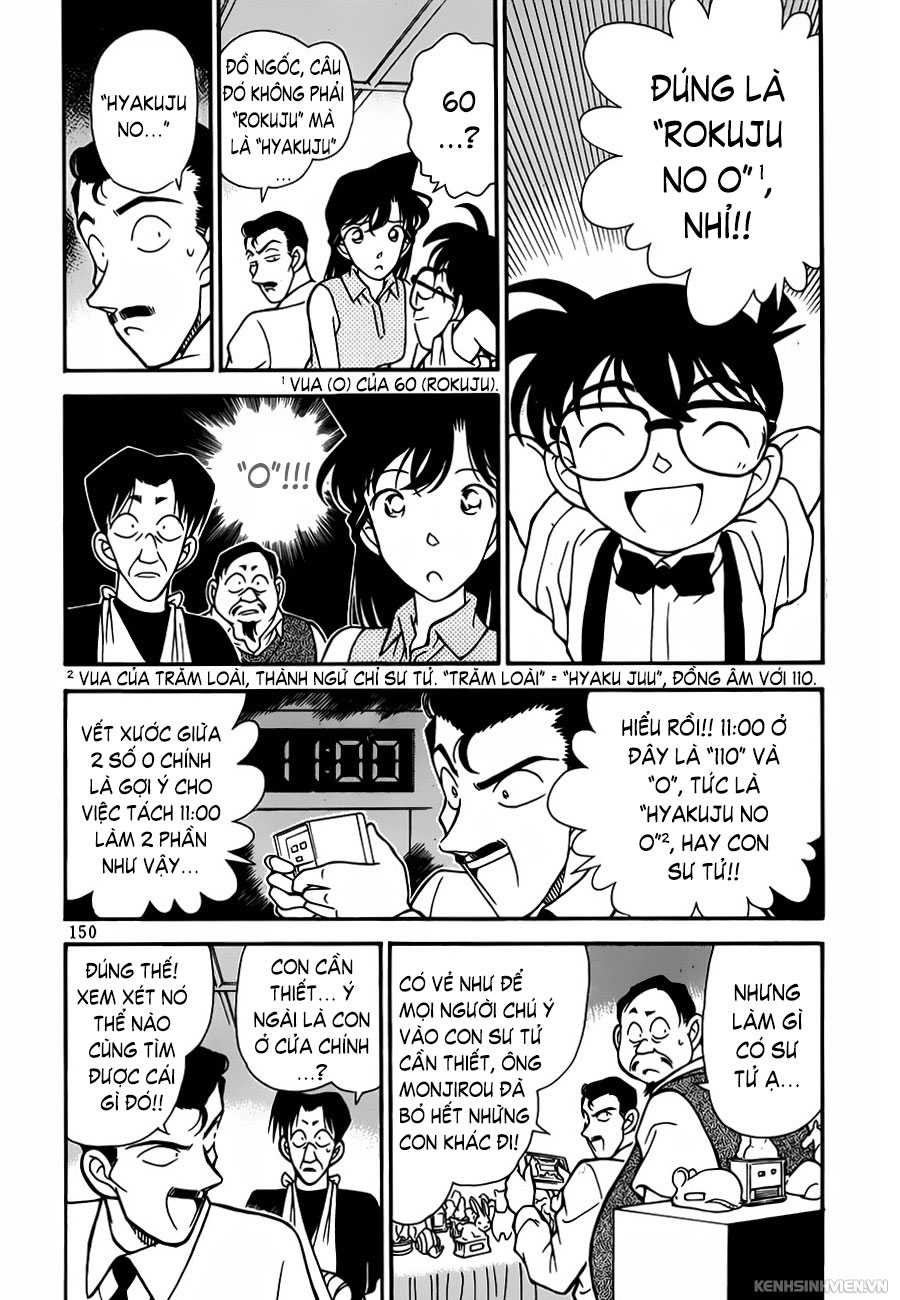 ĐÚNG LÀ
"ROKUJU
NO O" ¹,
NHỈ!!
60
...?
ĐỒ NGỐC, CÂU
ĐÓ KHÔNG PHẢI
"ROKUJU" MÀ
LÀ "HYAKUJU"
...
"HYAKUJU
NO..."
¹ VUA (O) CỦA 60 (ROKUJU).
"O"!!!
² VUA CỦA TRĂM LOÀI, THÀNH NGỮ CHỈ SƯ TỬ. "TRĂM LOÀI" = "HYAKU JUU", ĐỒNG ÂM VỚI 110.
HIỂU RỒI!! 11:00 Ở
ĐÂY LÀ "110" VÀ
"O", TỨC LÀ
"HYAKUJU NO
O"², HAY CON
SƯ TỬ!!
11:00
VẾT XƯỚC GIỮA
2 SỐ 0 CHÍNH
LÀ GỢI Ý CHO
VIỆC TÁCH 11:00
LÀM 2 PHẦN
NHƯ VẬY...
150
NHƯNG
LÀM GÌ
CÓ SƯ
TỬ Ạ...
CÓ VẺ NHƯ ĐỂ
MỌI NGƯỜI CHÚ Ý
VÀO CON SƯ TỬ
CẦN THIẾT, ÔNG
MONJIROU ĐÃ
BỎ HẾT NHỮNG
CON KHÁC ĐI!
CON CẦN
THIẾT... Ý
NGÀI LÀ CON
Ở CỬA CHÍNH
...?
ĐÚNG THẾ!
XEM XÉT NÓ
THẾ NÀO
CŨNG TÌM
ĐƯỢC CÁI
GÌ ĐÓ!!
KENHSINHVIEN.VN